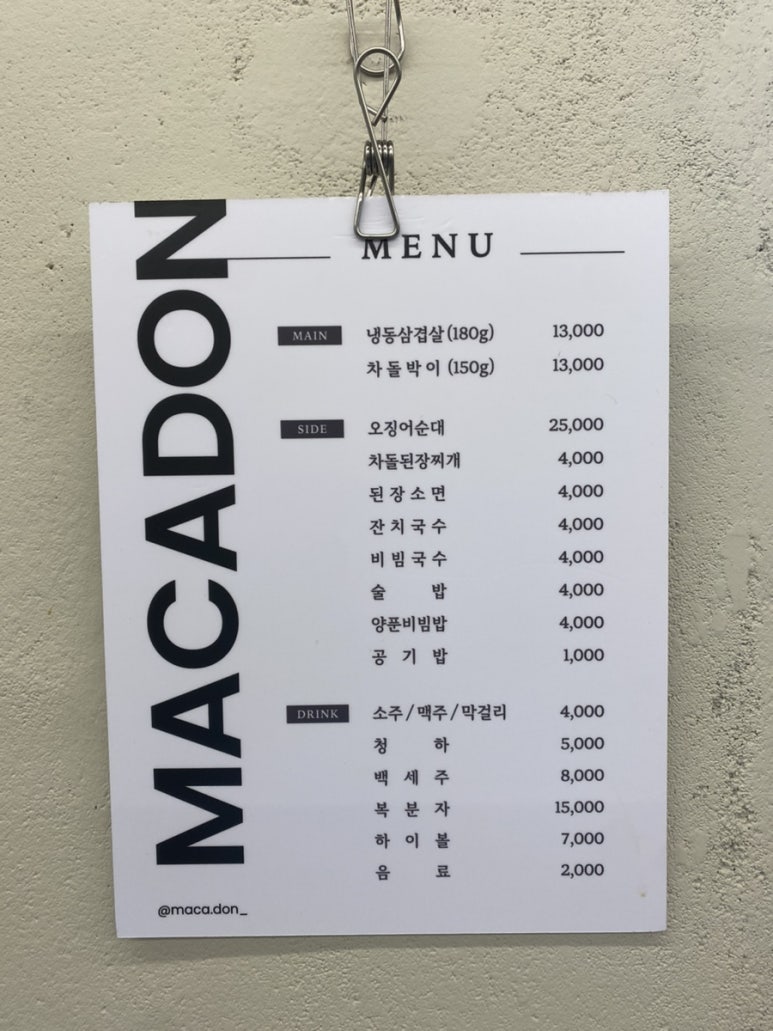 MACADON
MENU
MAIN 냉동삼겹살 (180g) 13,000
차돌박이 (150g) 13,000
SIDE 오징어순대 25,000
차돌된장찌개 4,000
된장소면 4,000
잔치국수 4,000
비빔국수 4,000
술 밥 4,000
양푼비빔밥 4,000
공 기 밥 1,000
DRINK 소주/맥주/막걸리 4,000
청 하 5,000
백 세 주 8,000
복 분 자 15,000
하 이 볼 7,000
음 료 2,000
@maca.don_